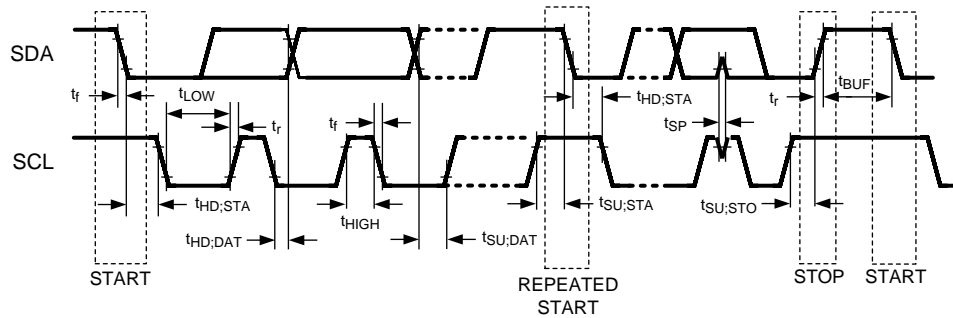 SDA
t_f
t_LOW
t_r
t_f
t_HD;STA
t_SP
t_r
t_BUF
SCL
t_HD;STA
t_HD;DAT
t_HIGH
t_SU;DAT
t_SU;STA
t_SU;STO
START
REPEATED
START
STOP
START